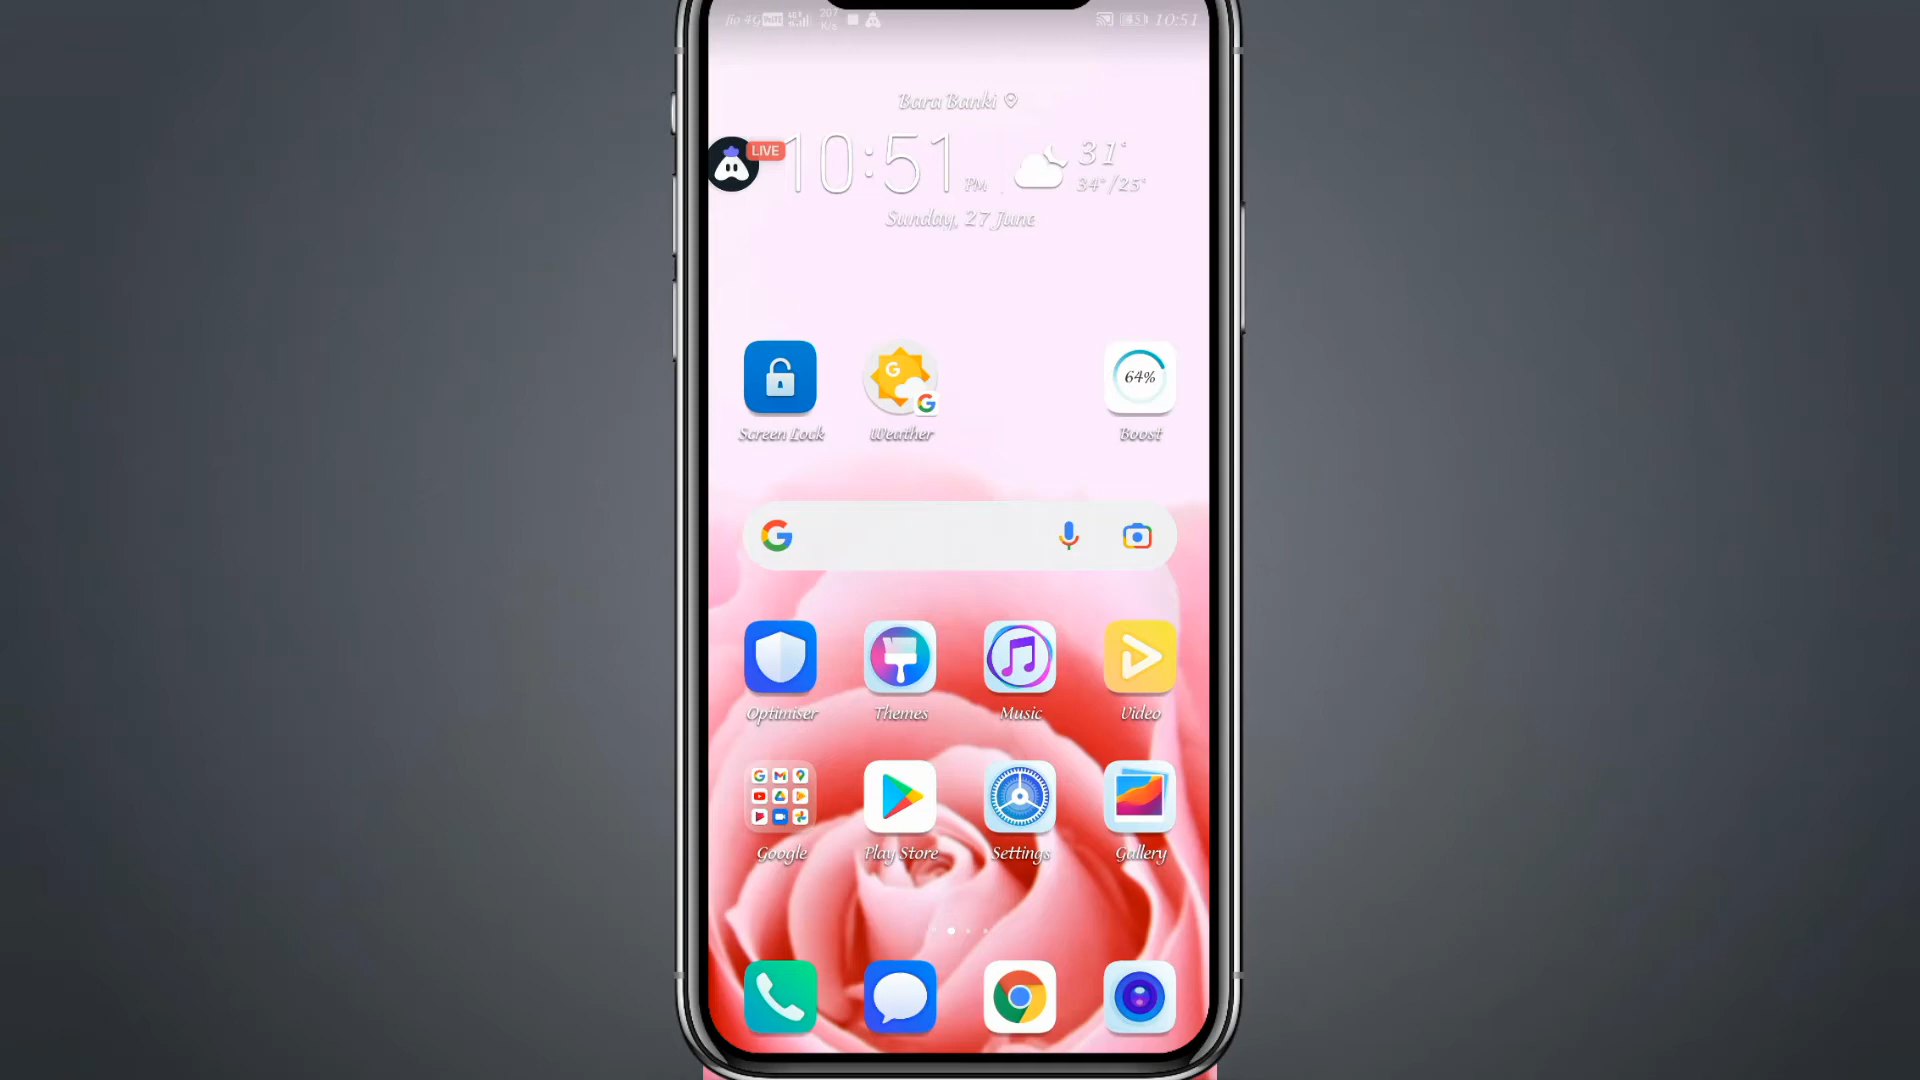 Jio 4G
10:51
Bara Banki
LIVE
10:51 PM
31°
34°/25°
Sunday, 27 June
64%
Screen Lock
Weather
Boost
Optimiser
Themes
Music
Video
Google
Play Store
Settings
Gallery